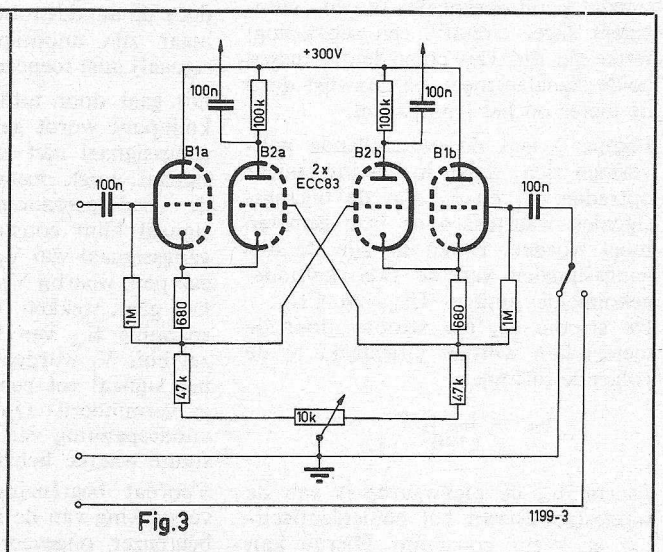 +300V
100n
100k
100k
100n
B1a
B2a
B2b
B1b
2x
ECC83
100n
100n
1M
680
680
1M
47k
47k
10k
Fig.3
1199-3